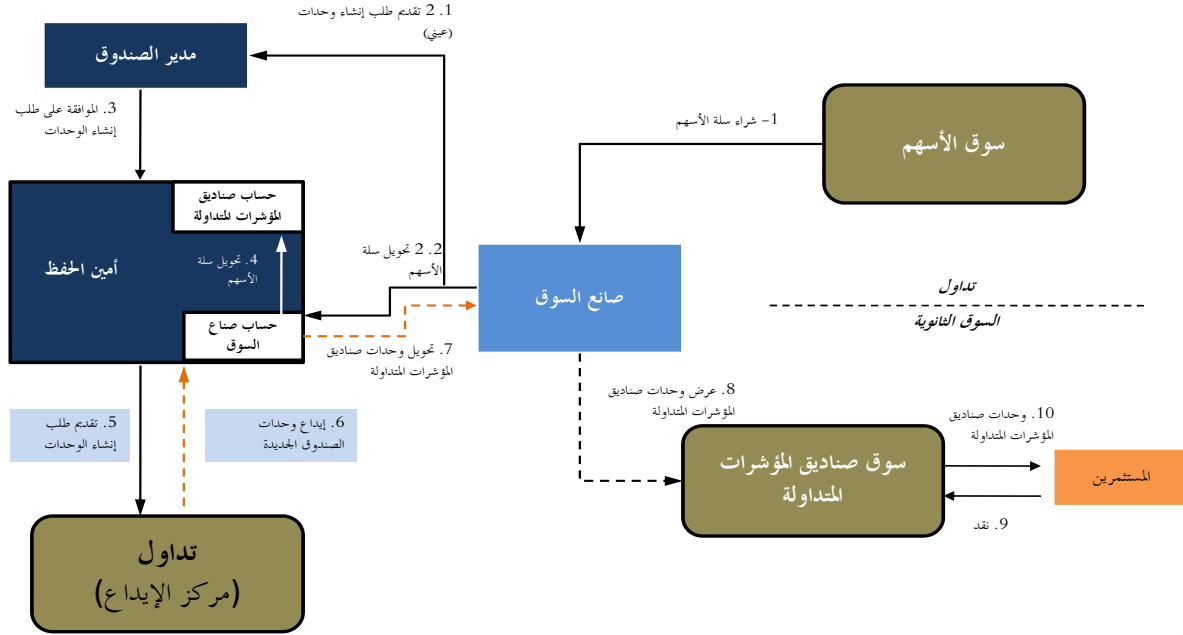 2.1 تقديم طلب إنشاء وحدات
(عيني)
مدير الصندوق
3. الموافقة على طلب
إنشاء الوحدات
1- شراء سلة الأسهم
سوق الأسهم
حساب صناديق
المؤشرات المتداولة
أمين الحفظ
4. تحويل سلة
الأسهم
2.2 تحويل سلة
الأسهم
صانع السوق
تداول
السوق الثانوية
حساب صناع
السوق
7. تحويل وحدات صناديق
المؤشرات المتداولة
5. تقديم طلب
إنشاء الوحدات
6. إيداع وحدات
الصندوق الجديدة
8. عرض وحدات صناديق
المؤشرات المتداولة
10. وحدات صناديق
المؤشرات المتداولة
سوق صناديق المؤشرات
المتداولة
المستثمرين
9. نقد
تداول
(مركز الإيداع)